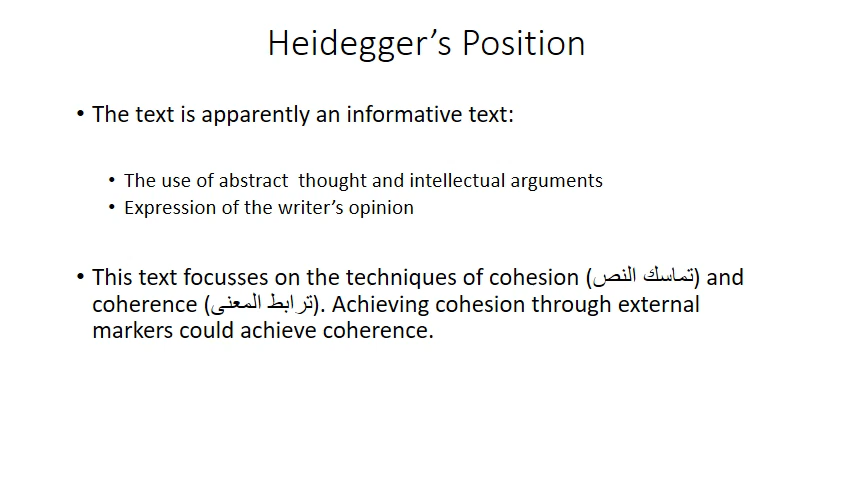 Heidegger’s Position
• The text is apparently an informative text:
• The use of abstract  thought and intellectual arguments
• Expression of the writer’s opinion
• This text focusses on the techniques of cohesion (تماسك النص) and
coherence (ترابط المعنى). Achieving cohesion through external
markers could achieve coherence.